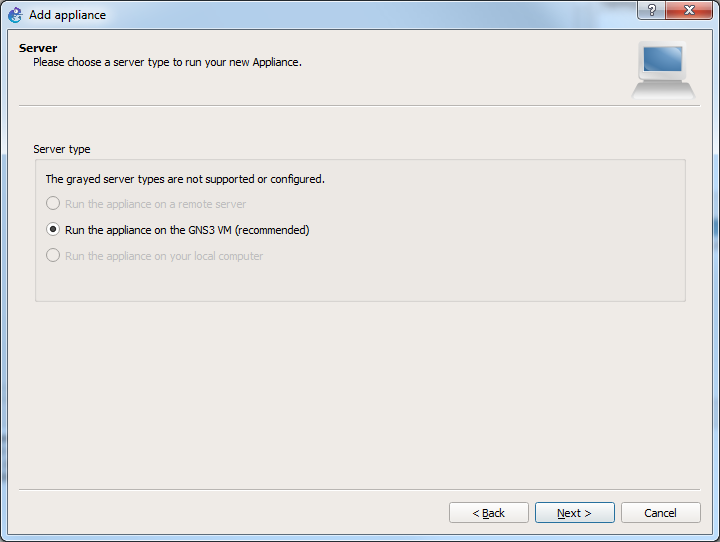 Add appliance
?
Server
Please choose a server type to run your new Appliance.
Server type
The grayed server types are not supported or configured.
Run the appliance on a remote server
Run the appliance on the GNS3 VM (recommended)
Run the appliance on your local computer
< Back
Next >
Cancel